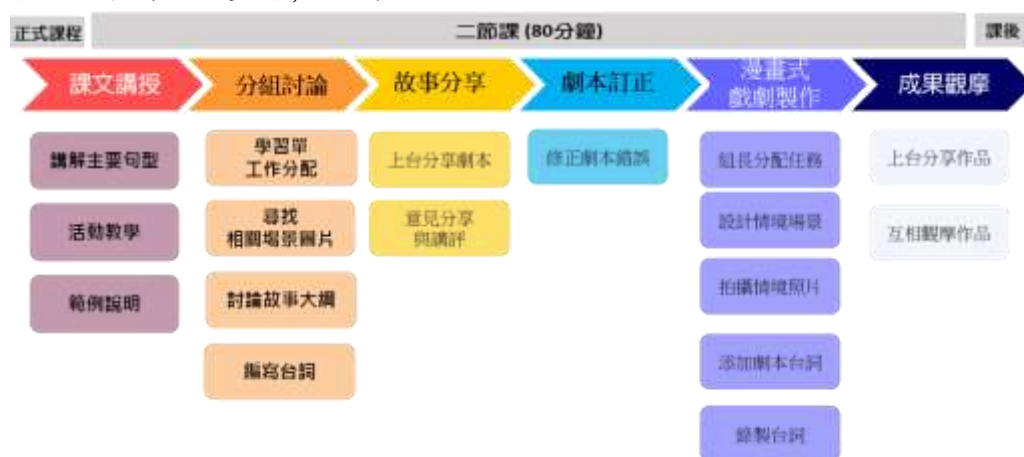 正式課程
二節課 (80分鐘)
課後
課文講授
分組討論
故事分享
劇本訂正
漫畫式
戲劇製作
成果觀摩
講解主要句型
活動教學
範例說明
學習單
工作分配
尋找
相關場景圖片
討論故事大綱
編寫台詞
上台分享劇本
意見分享
與講評
修正劇本錯誤
組長分配任務
設計情境場景
拍攝情境照片
添加劇本台詞
錄製台詞
上台分享作品
互相觀摩作品